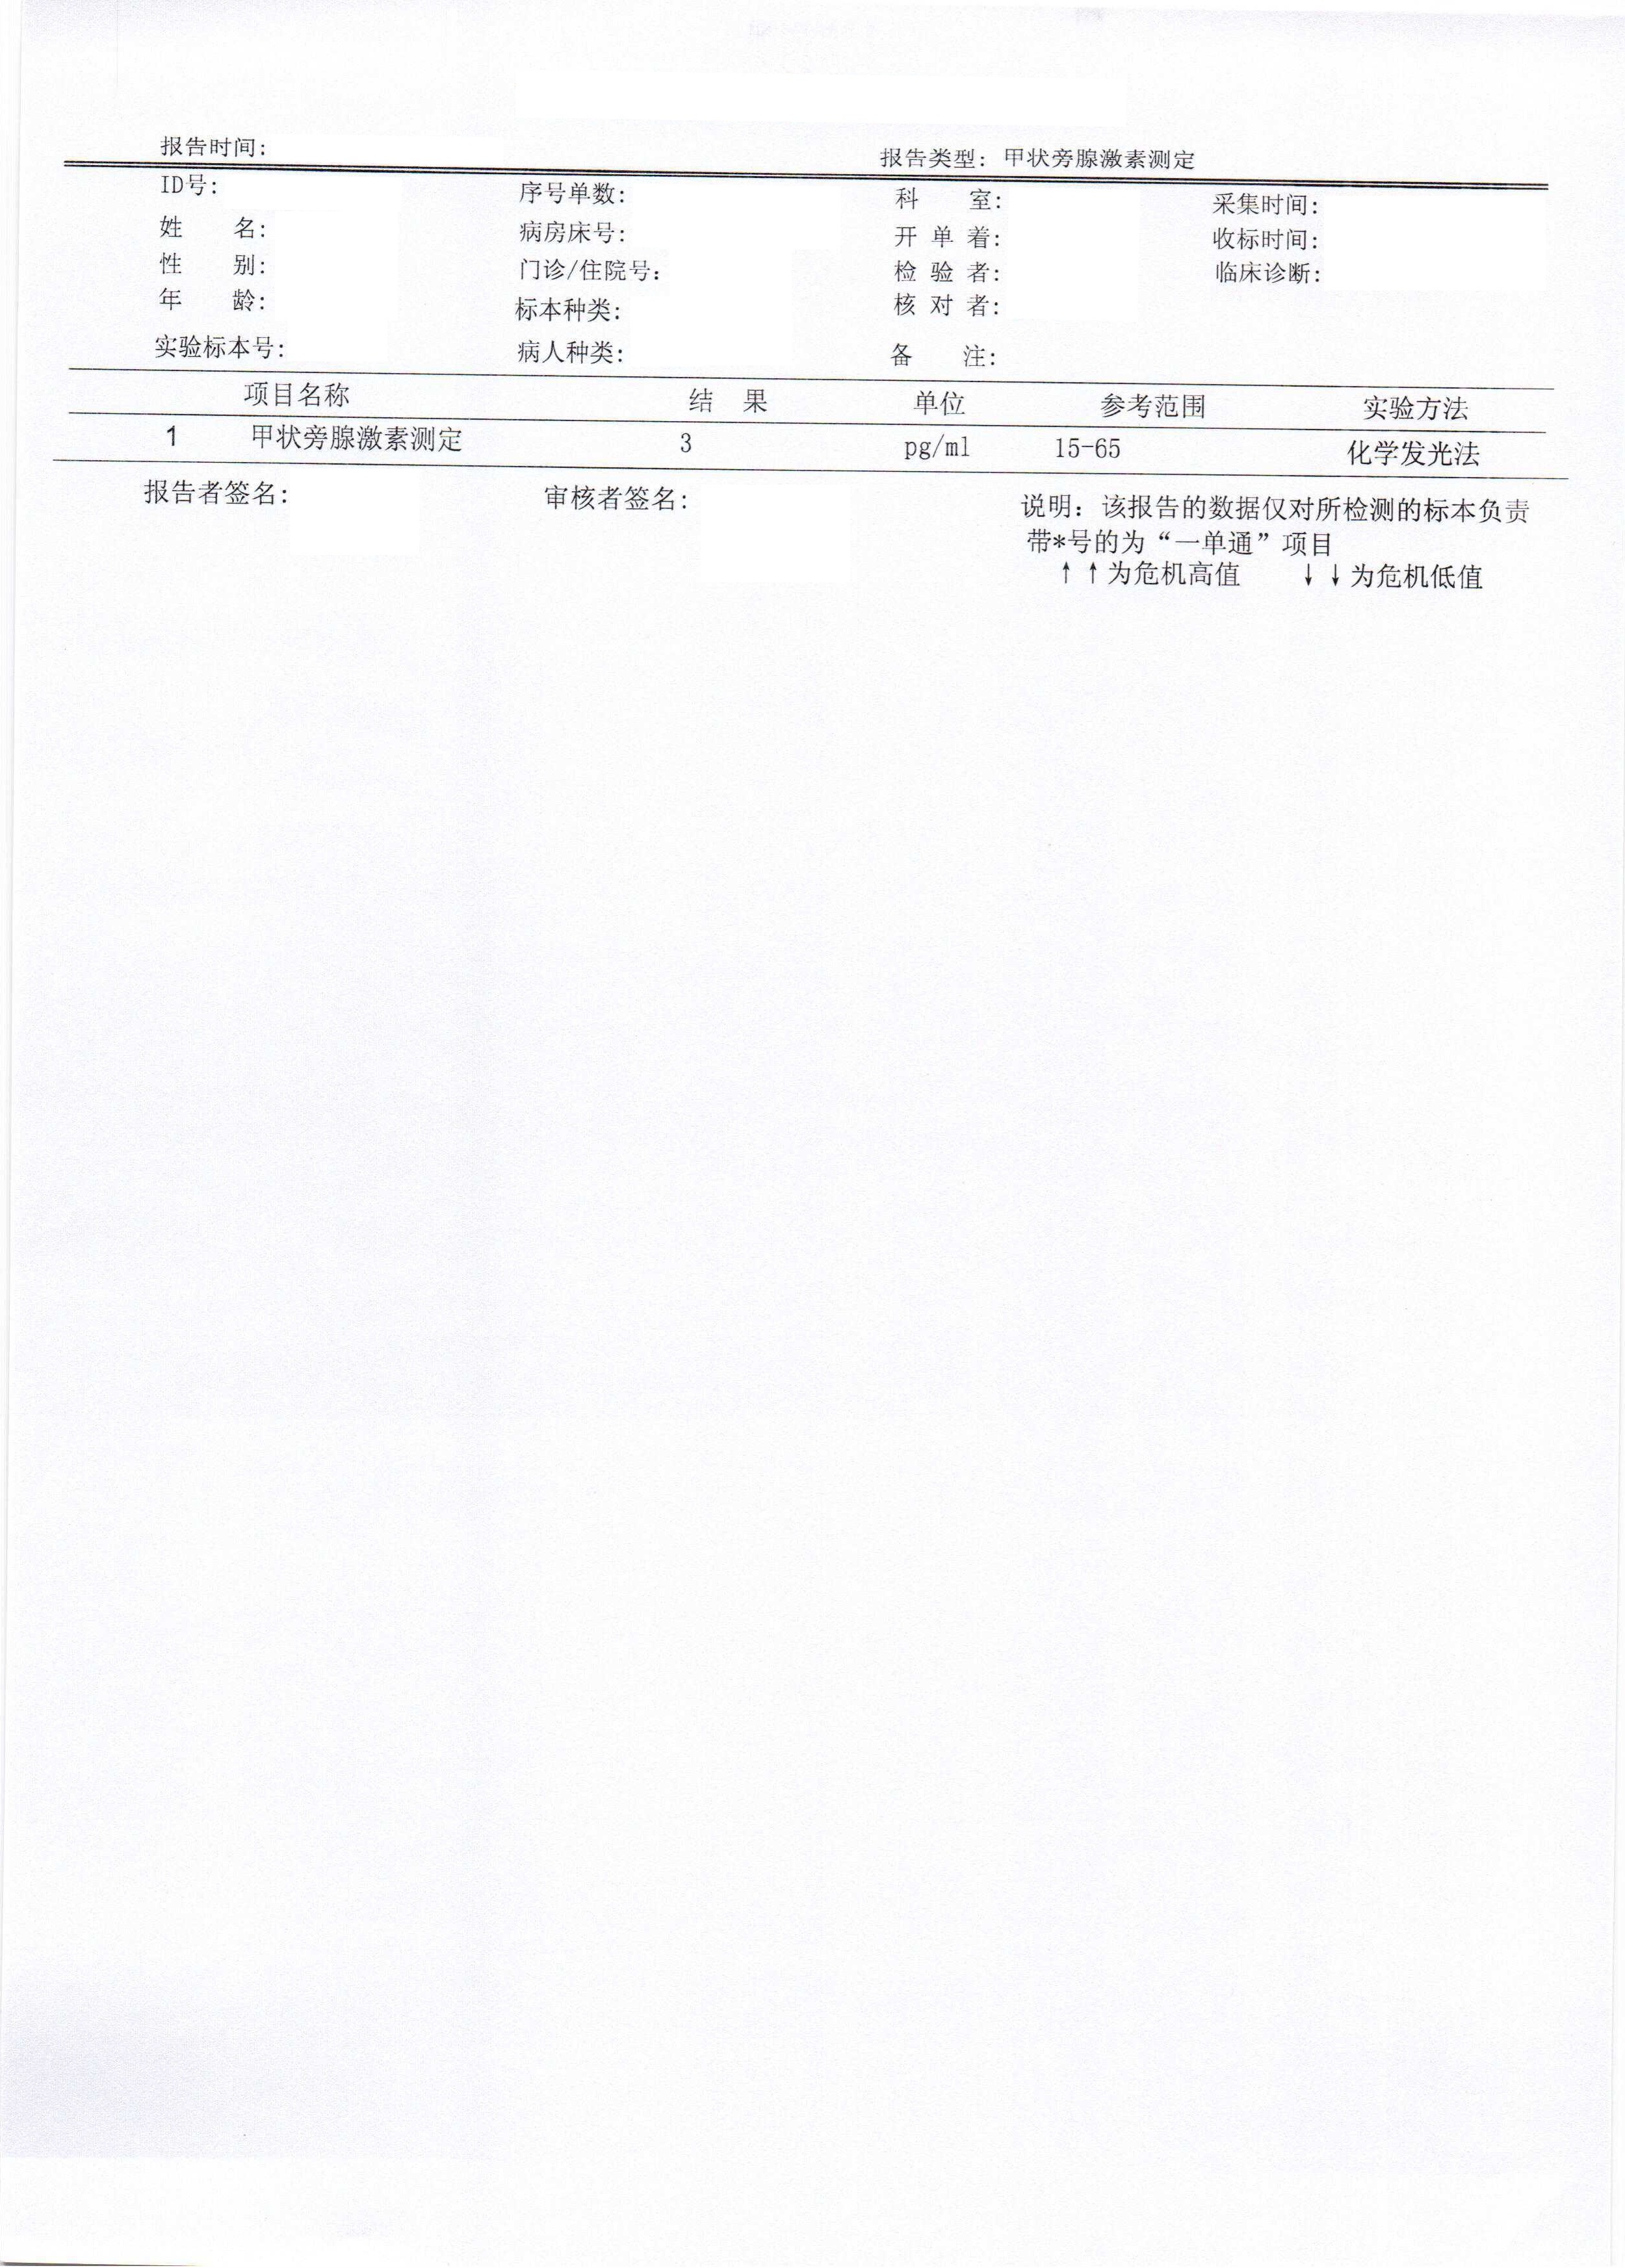 报告时间:
报告类型: 甲状旁腺激素测定
ID号: 序号单数: 科 室: 采集时间:
姓 名: 病房床号: 开 单 着: 收标时间:
性 别: 门诊/住院号: 检 验 者: 临床诊断:
年 龄: 标本种类: 核 对 者:
实验标本号: 病人种类: 备 注:
项目名称 结 果 单位 参考范围 实验方法
1 甲状旁腺激素测定 3 pg/ml 15-65 化学发光法
报告者签名: 审核者签名: 说明: 该报告的数据仅对所检测的标本负责
带*号的为“一单通”项目
↑↑为危机高值 ↓↓为危机低值